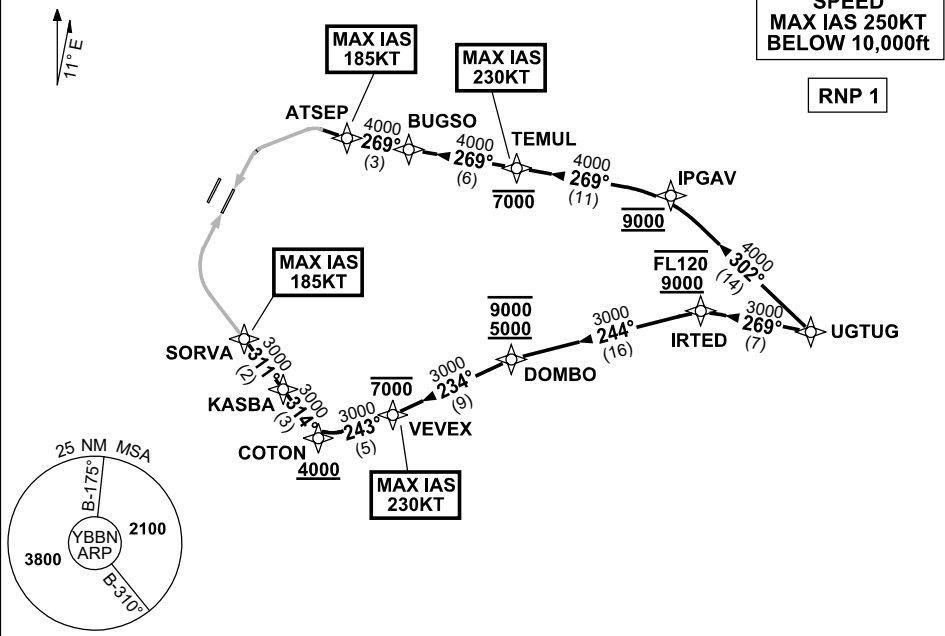 SPEED
MAX IAS 250KT
BELOW 10,000ft
RNP 1
11° E
MAX IAS
185KT
MAX IAS
230KT
ATSEP
4000
269°
(3)
BUGSO
4000
269°
(6)
TEMUL
7000
4000
269°
(11)
IPGAV
9000
4000
302°
(14)
UGTUG
FL120
9000
IRTED
3000
269°
(7)
MAX IAS
185KT
9000
5000
DOMBO
3000
244°
(16)
SORVA
3000
311°
(2)
KASBA
3000
314°
(3)
COTON
4000
3000
243°
(5)
7000
VEVEX
3000
234°
(9)
MAX IAS
230KT
25 NM MSA
B-175°
2100
YBBN
ARP
3800
B-310°